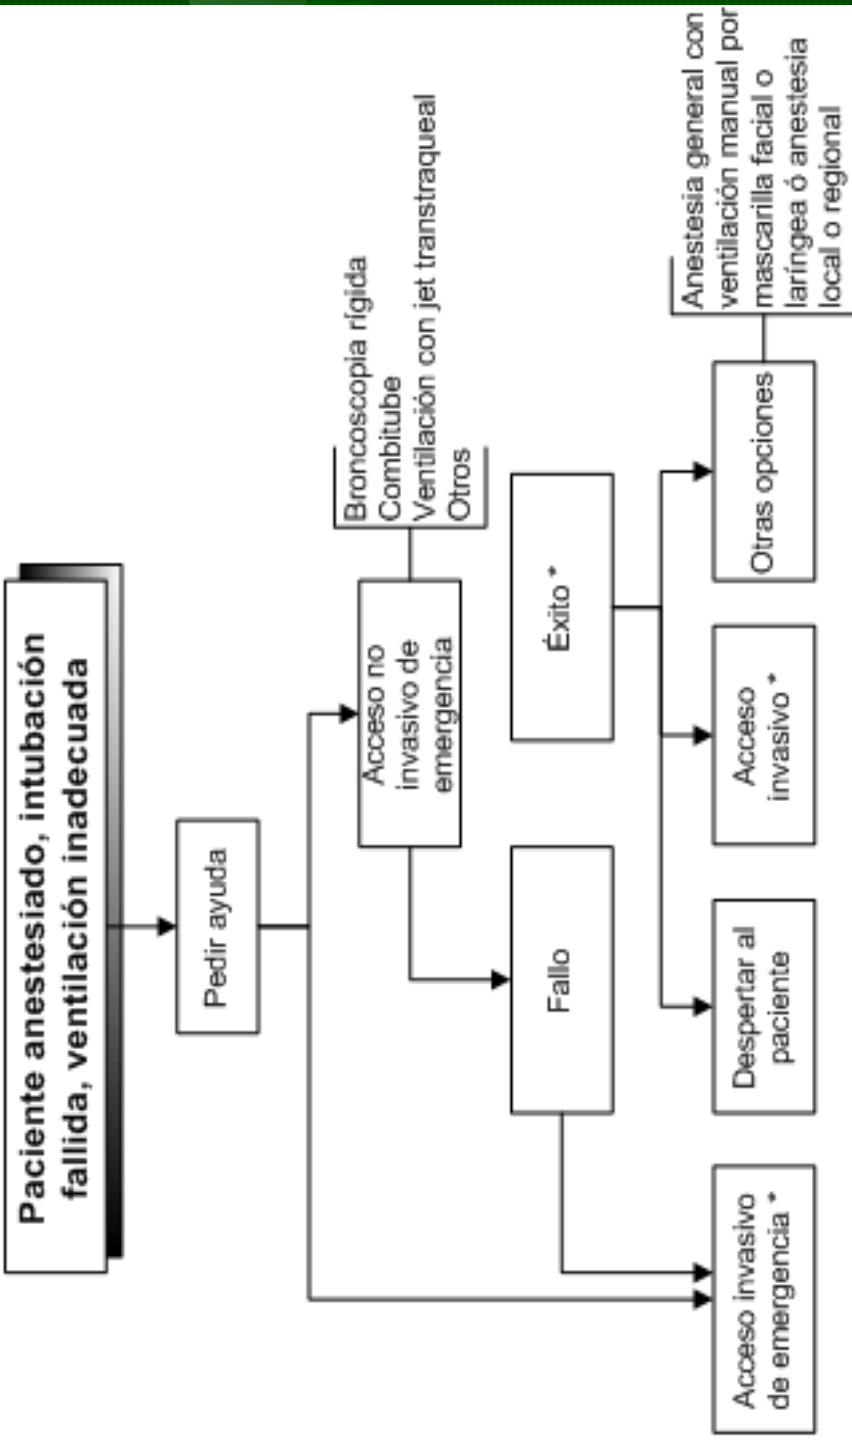 Paciente anestesiado, intubación
fallida, ventilación inadecuada
Pedir ayuda
Acceso no
invasivo de
emergencia
Broncoscopia rígida
Combitube
Ventilación con jet transtraqueal
Otros
Fallo
Éxito *
Acceso invasivo
de emergencia *
Despertar al
paciente
Acceso
invasivo *
Otras opciones
Anestesia general con
ventilación manual por
mascarilla facial o
laríngea ó anestesia
local o regional